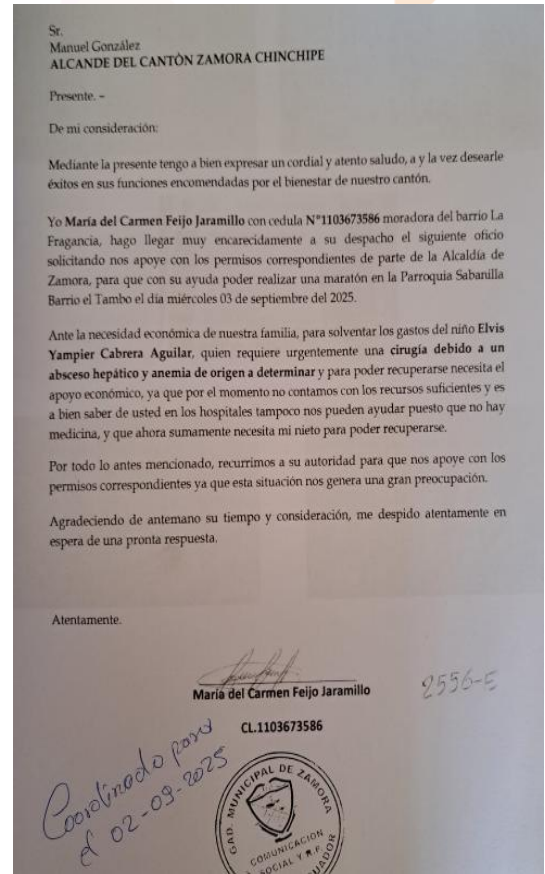 Sr.
Manuel González
ALCANDE DEL CANTÒN ZAMORA CHINCHIPE
Presente. –
De mi consideración:
Mediante la presente tengo a bien expresar un cordial y atento saludo, a y la vez desearle
éxitos en sus funciones encomendadas por el bienestar de nuestro cantón.
Yo María del Carmen Feijo Jaramillo con cedula N°1103673586 moradora del barrio La
Fragancia, hago llegar muy encarecidamente a su despacho el siguiente oficio
solicitando nos apoye con los permisos correspondientes de parte de la Alcaldía de
Zamora, para que con su ayuda poder realizar una maratón en la Parroquia Sabanilla
Barrio el Tambo el día miércoles 03 de septiembre del 2025.
Ante la necesidad económica de nuestra familia, para solventar los gastos del niño Elvis
Yampier Cabrera Aguilar, quien requiere urgentemente una cirugía debido a un
absceso hepático y anemia de origen a determinar y para poder recuperarse necesita el
apoyo económico, ya que por el momento no contamos con los recursos suficientes y es
a bien saber de usted en los hospitales tampoco nos pueden ayudar puesto que no hay
medicina, y que ahora sumamente necesita mi nieto para poder recuperarse.
Por todo lo antes mencionado, recurrimos a su autoridad para que nos apoye con los
permisos correspondientes ya que esta situación nos genera una gran preocupación.
Agradeciendo de antemano su tiempo y consideración, me despido atentamente en
espera de una pronta respuesta.
Atentamente.
María del Carmen Feijo Jaramillo
2556-E
CL.1103673586
Coordinado para
el 02-09-2025
GAD. MUNICIPAL DE ZAMORA
COMUNICACION
SOCIAL Y R.P.
ECUADOR